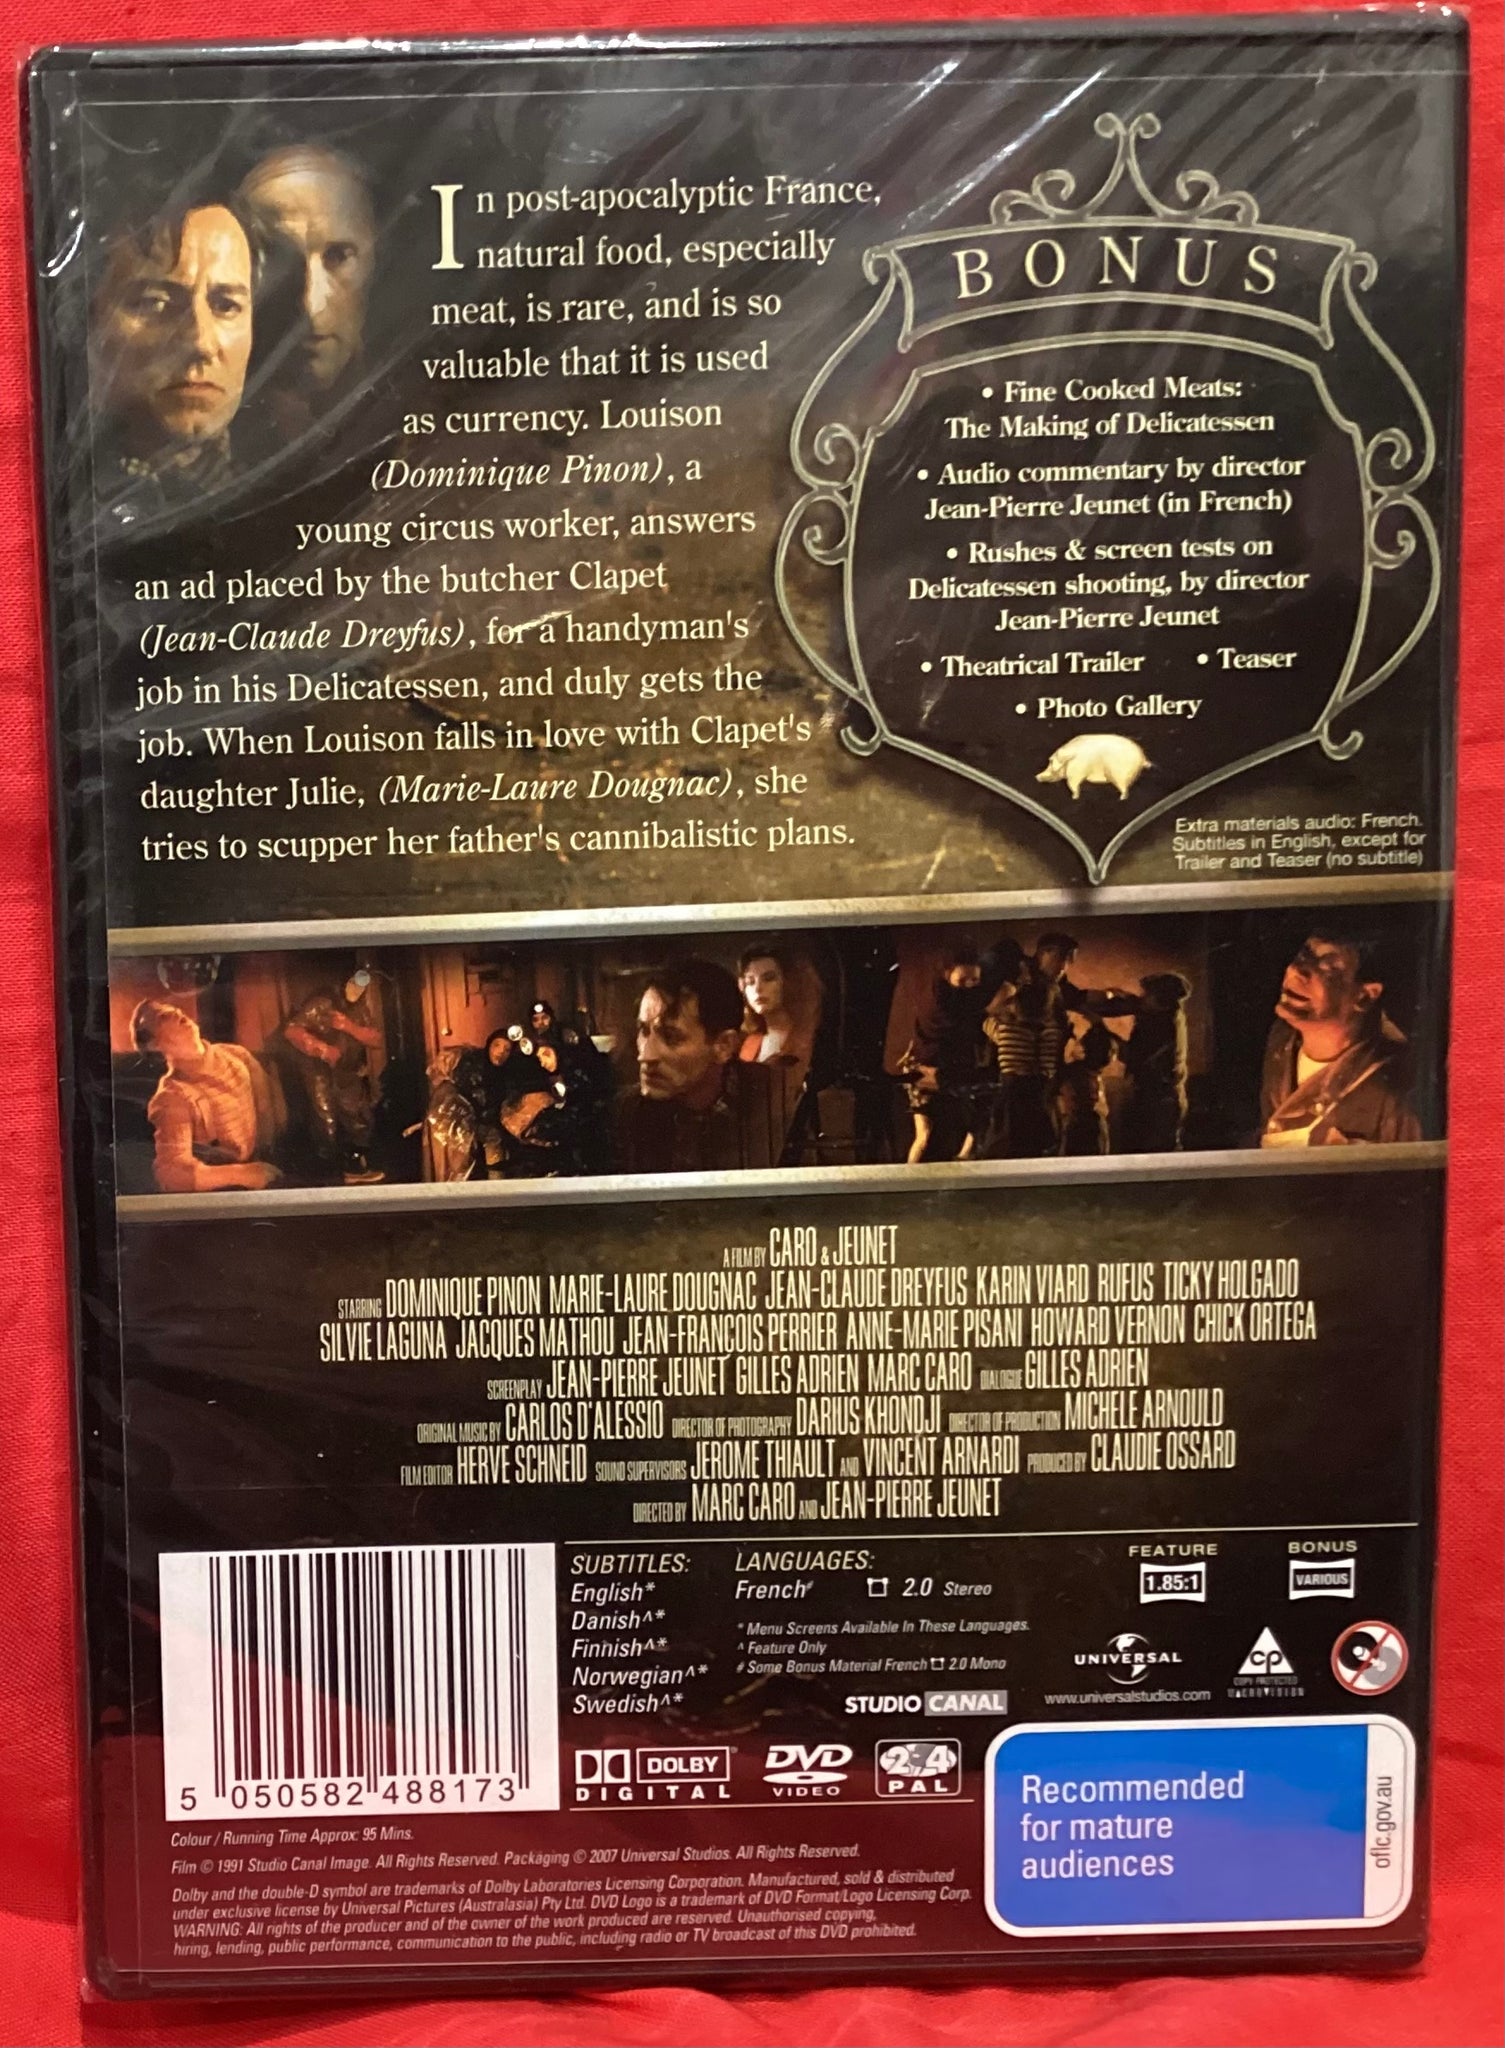 In post-apocalyptic France,
natural food, especially
meat, is rare, and is so
valuable that it is used
as currency. Louison
(Dominique Pinon), a
young circus worker, answers
an ad placed by the butcher Clapet
(Jean-Claude Dreyfus), for a handyman's
job in his Delicatessen, and duly gets the
job. When Louison falls in love with Clapet's
daughter Julie, (Marie-Laure Dougnac), she
tries to scupper her father's cannibalistic plans.
BONUS
• Fine Cooked Meats:
The Making of Delicatessen
• Audio commentary by director
Jean-Pierre Jeunet (in French)
• Rushes & screen tests on
Delicatessen shooting, by director
Jean-Pierre Jeunet
• Theatrical Trailer • Teaser
• Photo Gallery
Extra materials audio: French.
Subtitles in English, except for
Trailer and Teaser (no subtitle)
A FILM BY CARO & JEUNET
STARRING DOMINIQUE PINON MARIE-LAURE DOUGNAC JEAN-CLAUDE DREYFUS KARIN VIARD RUFUS TICKY HOLGADO
SILVIE LAGUNA JACQUES MATHOU JEAN-FRANÇOIS PERRIER ANNE-MARIE PISANI HOWARD VERNON CHICK ORTEGA
SCREENPLAY JEAN-PIERRE JEUNET GILLES ADRIEN MARC CARO DIALOGUE GILLES ADRIEN
ORIGINAL MUSIC BY CARLOS D'ALESSIO DIRECTOR OF PHOTOGRAPHY DARIUS KHONDJI DIRECTOR OF PRODUCTION MICHELE ARNOULD
FILM EDITOR HERVE SCHNEID SOUND SUPERVISORS JEROME THIAULT AND VINCENT ARNARDI PRODUCED BY CLAUDIE OSSARD
DIRECTED BY MARC CARO AND JEAN-PIERRE JEUNET
5 050582 488173
SUBTITLES:
English*
Danish^*
Finnish^*
Norwegian^*
Swedish^*
LANGUAGES:
French# 2.0 Stereo
* Menu Screens Available In These Languages.
^ Feature Only
# Some Bonus Material French 2.0 Mono
STUDIO CANAL
FEATURE
1.85:1
BONUS
VARIOUS
UNIVERSAL
www.universalstudios.com
cp
COPY PROTECTED
MACROVISION
DOLBY
DIGITAL
DVD
VIDEO
2 4
PAL
Recommended
for mature
audiences
oflc.gov.au
Colour / Running Time Approx: 95 Mins.
Film © 1991 Studio Canal Image. All Rights Reserved. Packaging © 2007 Universal Studios. All Rights Reserved.
Dolby and the double-D symbol are trademarks of Dolby Laboratories Licensing Corporation. Manufactured, sold & distributed
under exclusive license by Universal Pictures (Australasia) Pty Ltd. DVD Logo is a trademark of DVD Format/Logo Licensing Corp.
WARNING: All rights of the producer and of the owner of the work produced are reserved. Unauthorised copying,
hiring, lending, public performance, communication to the public, including radio or TV broadcast of this DVD prohibited.